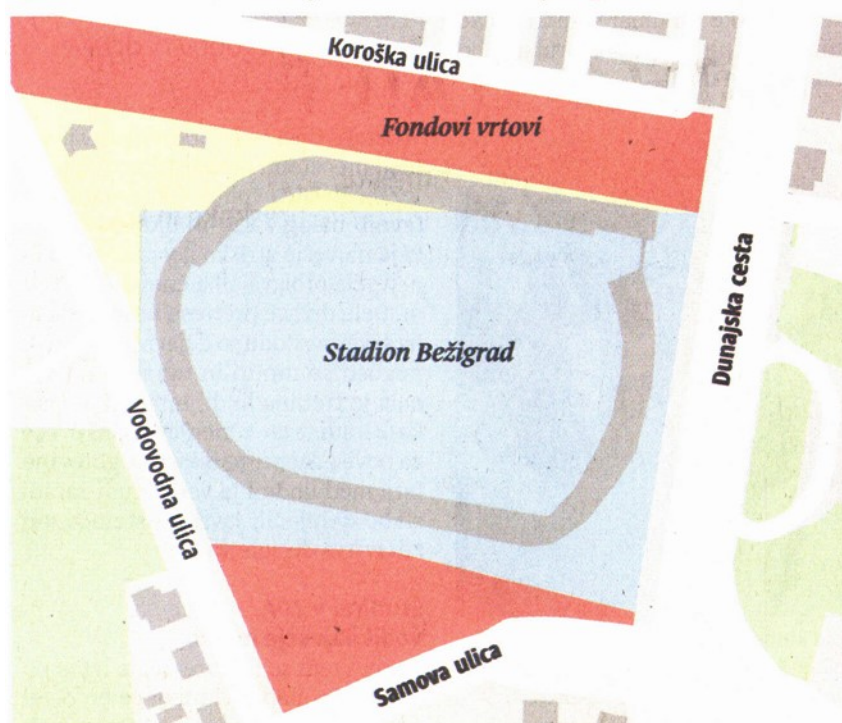 Koroška ulica
Fondovi vrtovi
Dunajska cesta
Stadion Bežigrad
Vodovodna ulica
Samova ulica